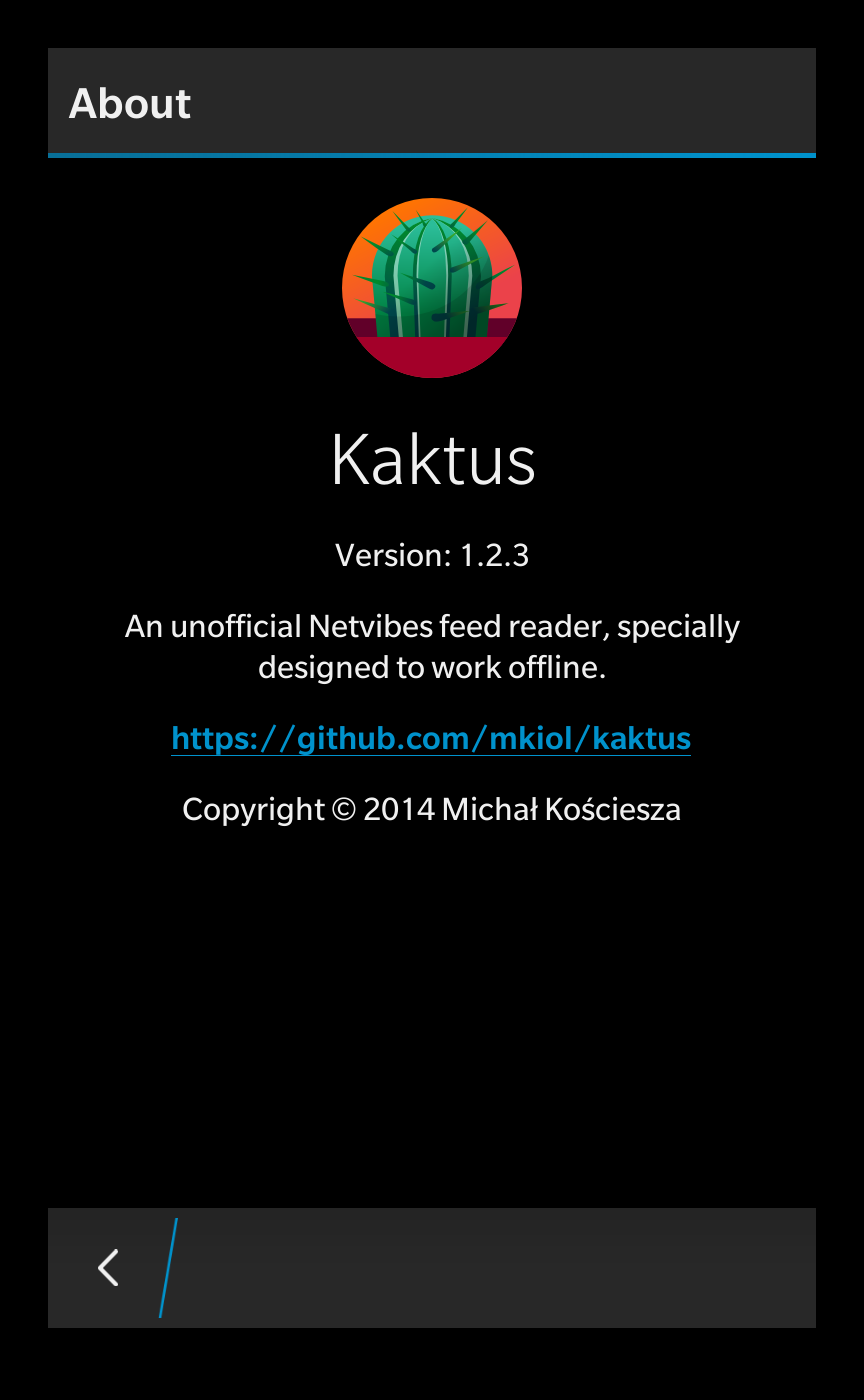 About
Kaktus
Version: 1.2.3
An unofficial Netvibes feed reader, specially
designed to work offline.
https://github.com/mkiol/kaktus
Copyright © 2014 Michał Kościesza